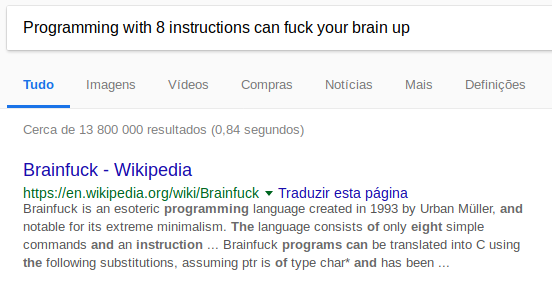 Programming with 8 instructions can fuck your brain up
Tudo Imagens Vídeos Compras Notícias Mais Definições
Cerca de 13 800 000 resultados (0,84 segundos)
Brainfuck - Wikipedia
https://en.wikipedia.org/wiki/Brainfuck ▾ Traduzir esta página
Brainfuck is an esoteric programming language created in 1993 by Urban Müller, and
notable for its extreme minimalism. The language consists of only eight simple
commands and an instruction ... Brainfuck programs can be translated into C using
the following substitutions, assuming ptr is of type char* and has been ...